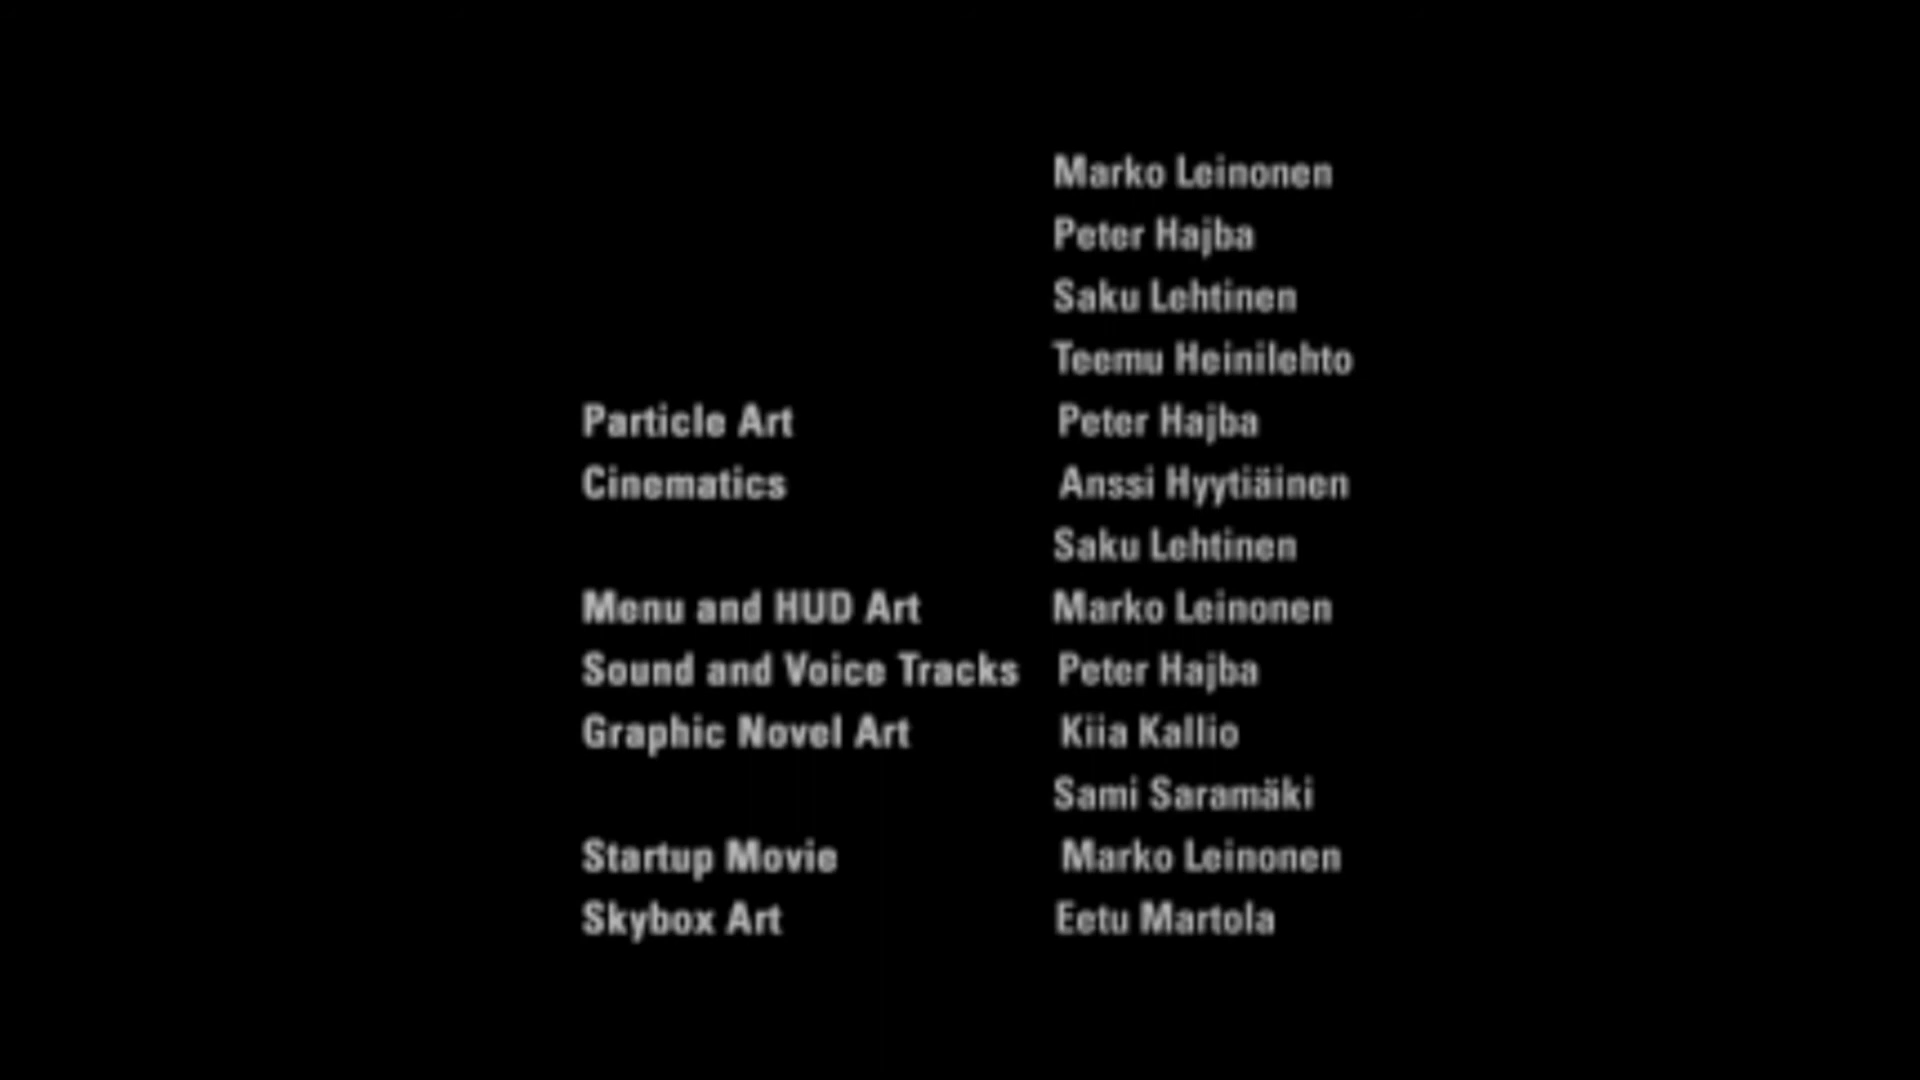 Marko Leinonen
Peter Hajba
Saku Lehtinen
Teemu Heinilehto
Particle Art Peter Hajba
Cinematics Anssi Hyytiäinen
Saku Lehtinen
Menu and HUD Art Marko Leinonen
Sound and Voice Tracks Peter Hajba
Graphic Novel Art Kiia Kallio
Sami Saramäki
Startup Movie Marko Leinonen
Skybox Art Eetu Martola